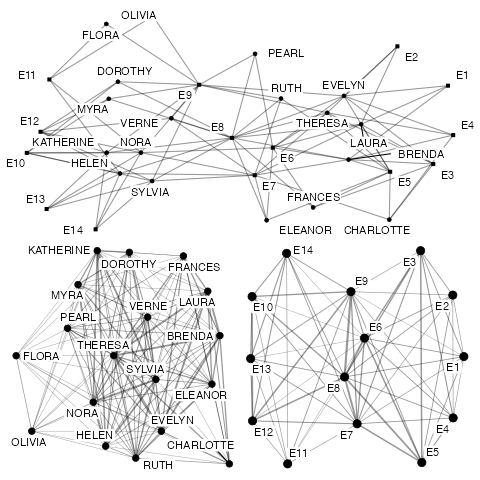 OLIVIA
FLORA
PEARL
E2
E11
DOROTHY
E9
RUTH
EVELYN
E1
MYRA
E12
VERNE
E8
THERESA
E4
KATHERINE
NORA
LAURA
E10
HELEN
E6
BRENDA
SYLVIA
E7
E5
E3
E13
FRANCES
E14
ELEANOR
CHARLOTTE
KATHERINE
DOROTHY
FRANCES
MYRA
LAURA
PEARL
VERNE
THERESA
BRENDA
FLORA
SYLVIA
ELEANOR
NORA
EVELYN
OLIVIA
HELEN
CHARLOTTE
RUTH
E14
E3
E9
E10
E2
E6
E13
E1
E8
E12
E7
E4
E11
E5